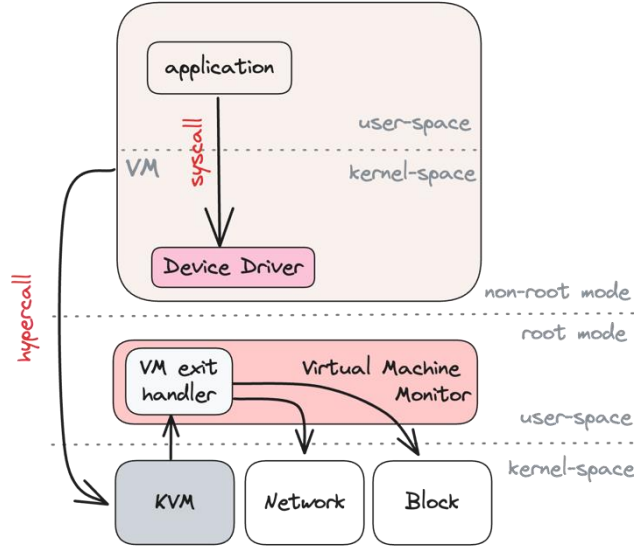 application
user-space
syscall
VM
kernel-space
Device Driver
non-root mode
hypercall
root mode
VM exit
handler
Virtual Machine
Monitor
user-space
kernel-space
KVM
Network
Block